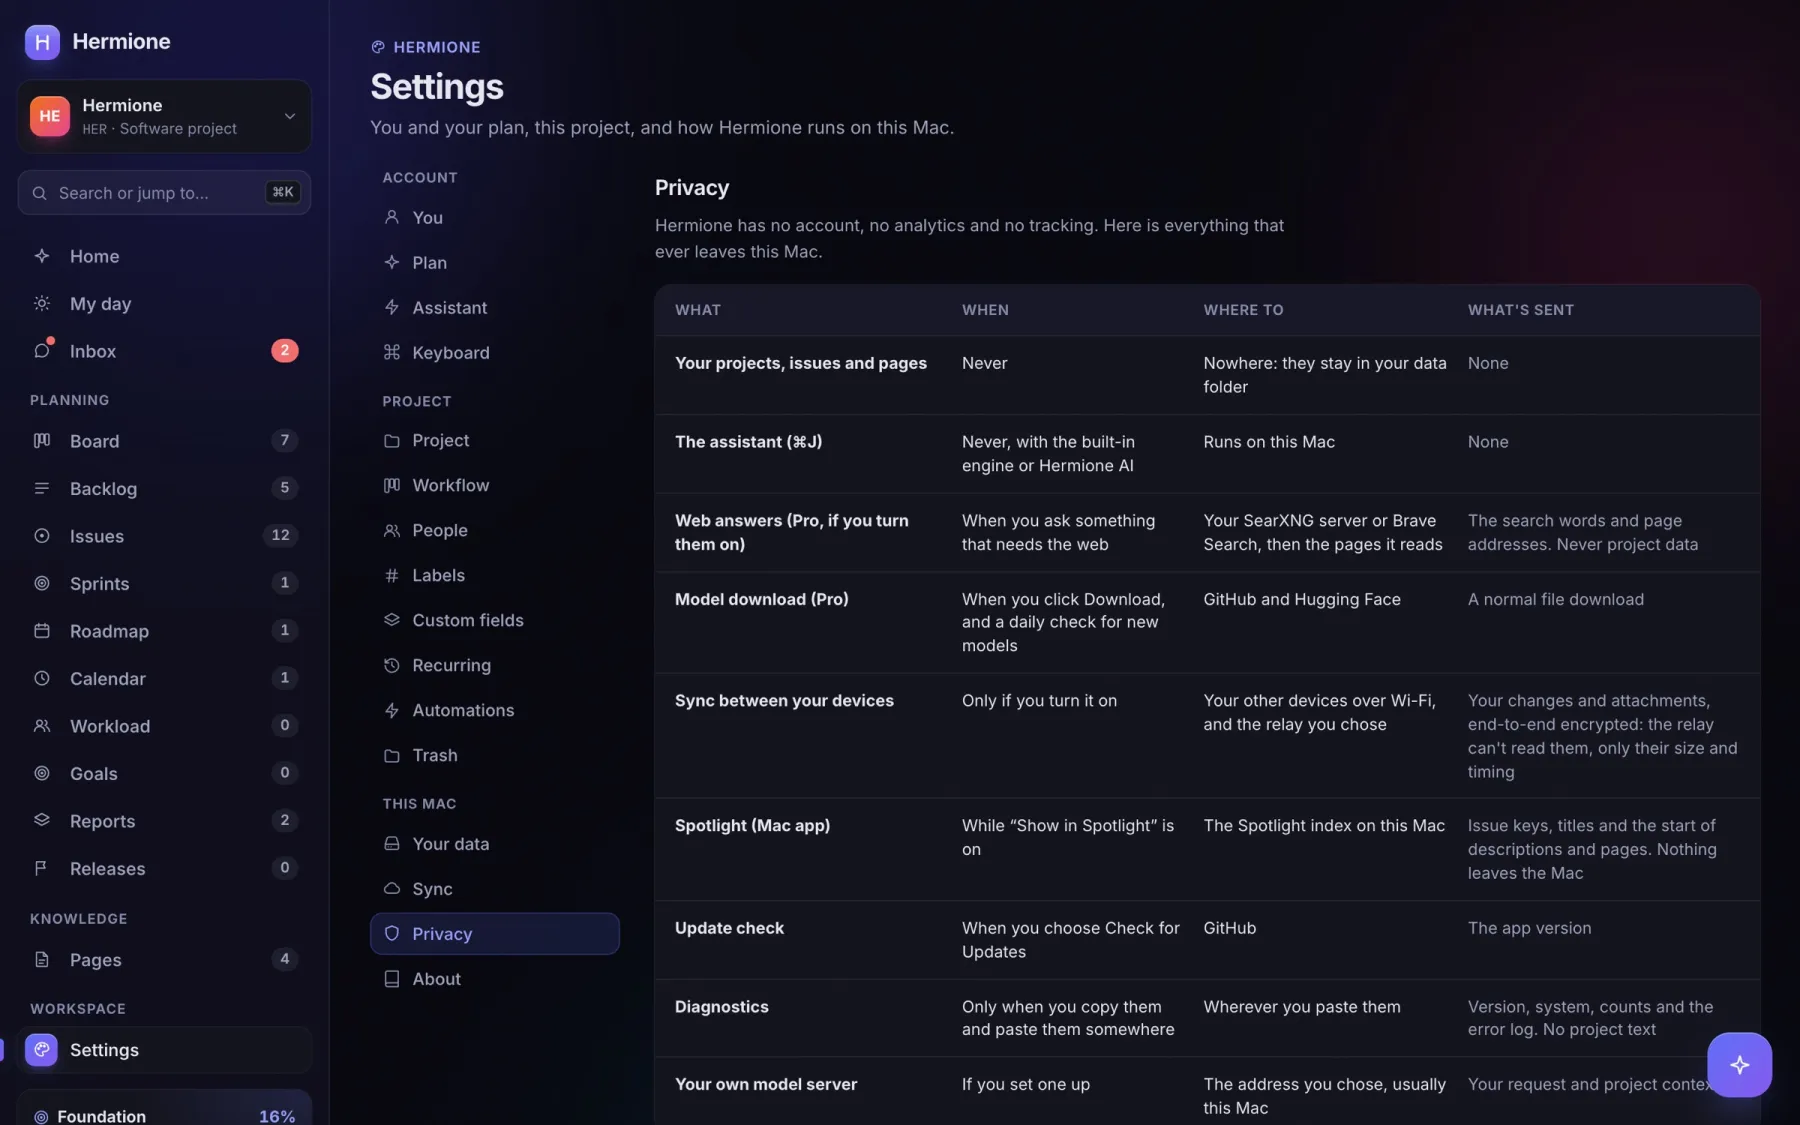 H Hermione
HE
Hermione
HER · Software project
Search or jump to... ⌘K
Home
My day
Inbox 2
PLANNING
Board 7
Backlog 5
Issues 12
Sprints 1
Roadmap 1
Calendar 1
Workload 0
Goals 0
Reports 2
Releases 0
KNOWLEDGE
Pages 4
WORKSPACE
Settings
Foundation 16%
HERMIONE
Settings
You and your plan, this project, and how Hermione runs on this Mac.
ACCOUNT
You
Plan
Assistant
Keyboard
PROJECT
Project
Workflow
People
Labels
Custom fields
Recurring
Automations
Trash
THIS MAC
Your data
Sync
Privacy
About
Privacy
Hermione has no account, no analytics and no tracking. Here is everything that
ever leaves this Mac.
WHAT WHEN WHERE TO WHAT'S SENT
Your projects, issues and pages
Never
Nowhere: they stay in your data
folder
None
The assistant (⌘J)
Never, with the built-in
engine or Hermione AI
Runs on this Mac
None
Web answers (Pro, if you turn
them on)
When you ask something
that needs the web
Your SearXNG server or Brave
Search, then the pages it reads
The search words and page
addresses. Never project data
Model download (Pro)
When you click Download,
and a daily check for new
models
GitHub and Hugging Face
A normal file download
Sync between your devices
Only if you turn it on
Your other devices over Wi-Fi,
and the relay you chose
Your changes and attachments,
end-to-end encrypted: the relay
can't read them, only their size and
timing
Spotlight (Mac app)
While “Show in Spotlight” is
on
The Spotlight index on this Mac
Issue keys, titles and the start of
descriptions and pages. Nothing
leaves the Mac
Update check
When you choose Check for
Updates
GitHub
The app version
Diagnostics
Only when you copy them
and paste them somewhere
Wherever you paste them
Version, system, counts and the
error log. No project text
Your own model server
If you set one up
The address you chose, usually
this Mac
Your request and project